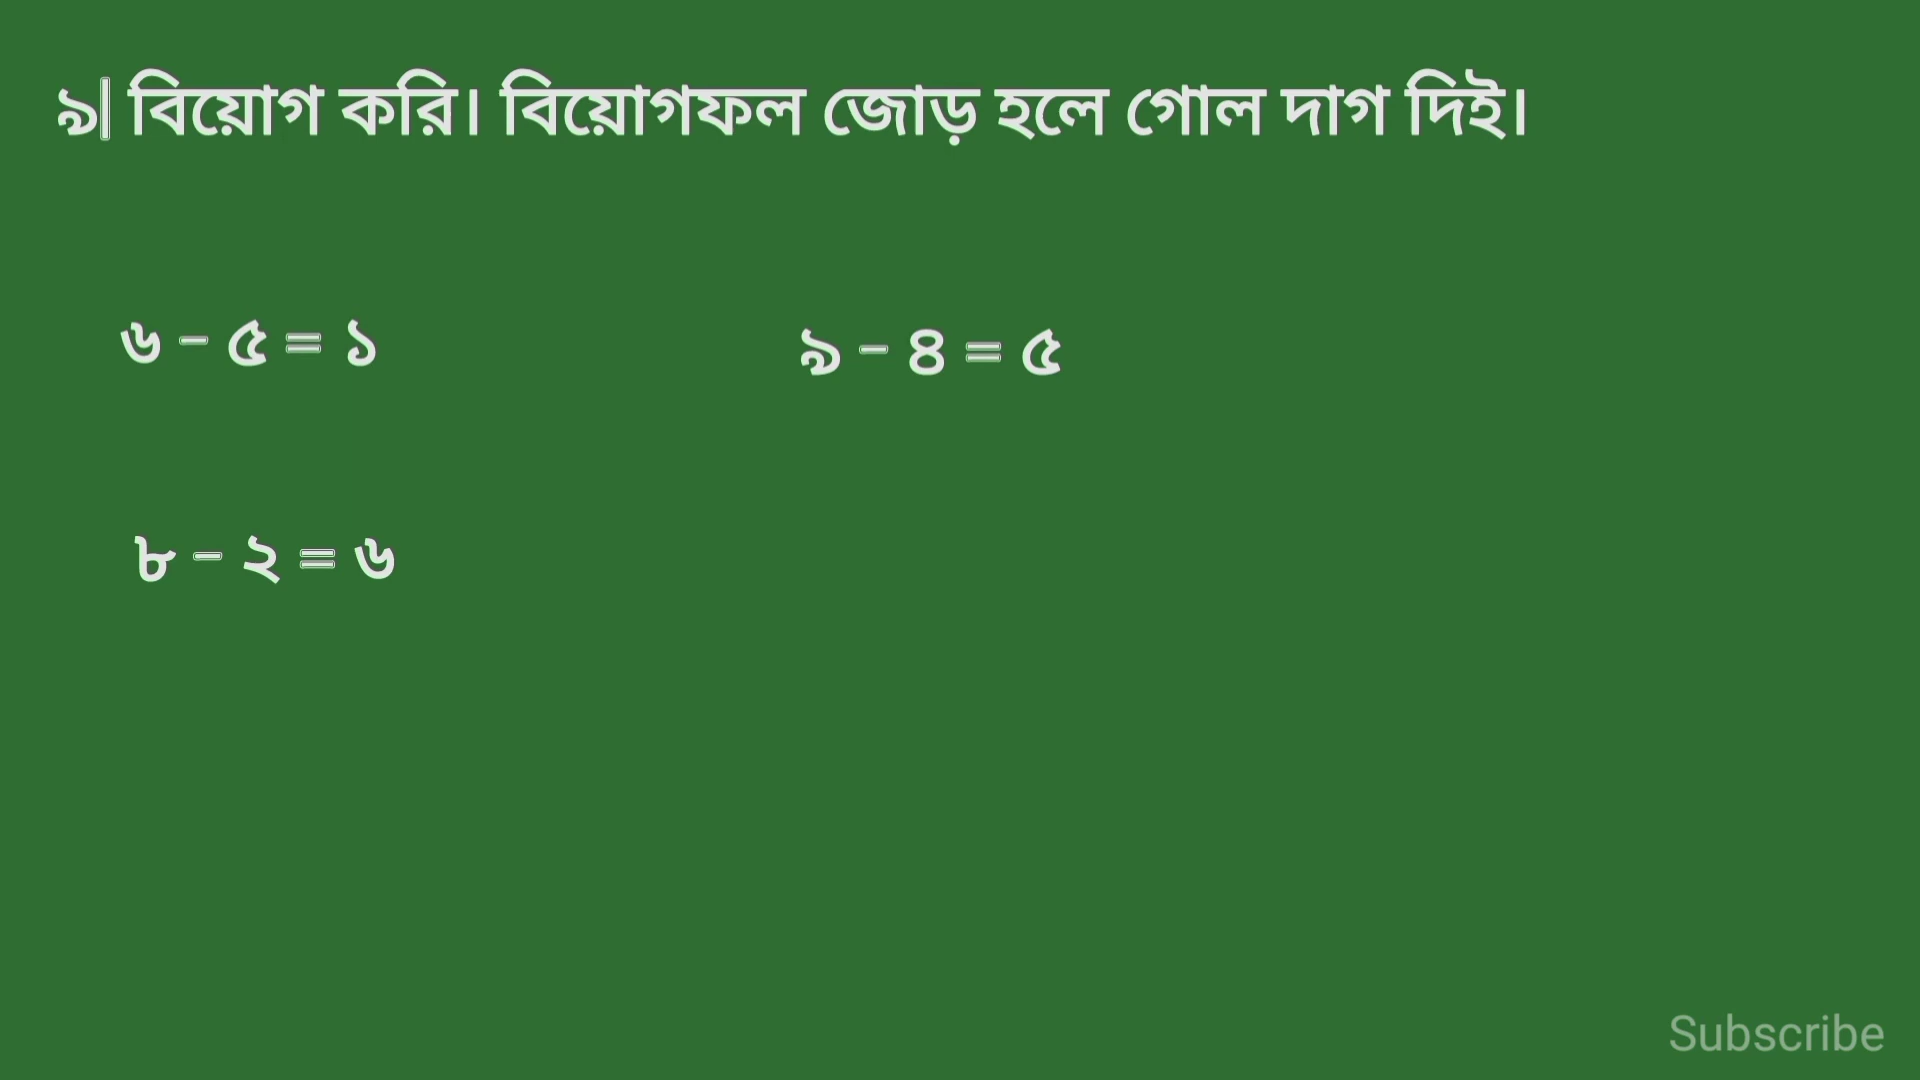 ৯| বিয়োগ করি। বিয়োগফল জোড় হলে গোল দাগ দিই।
৬ - ৫ = ১
৯ - ৪ = ৫
৮ - ২ = ৬
Subscribe